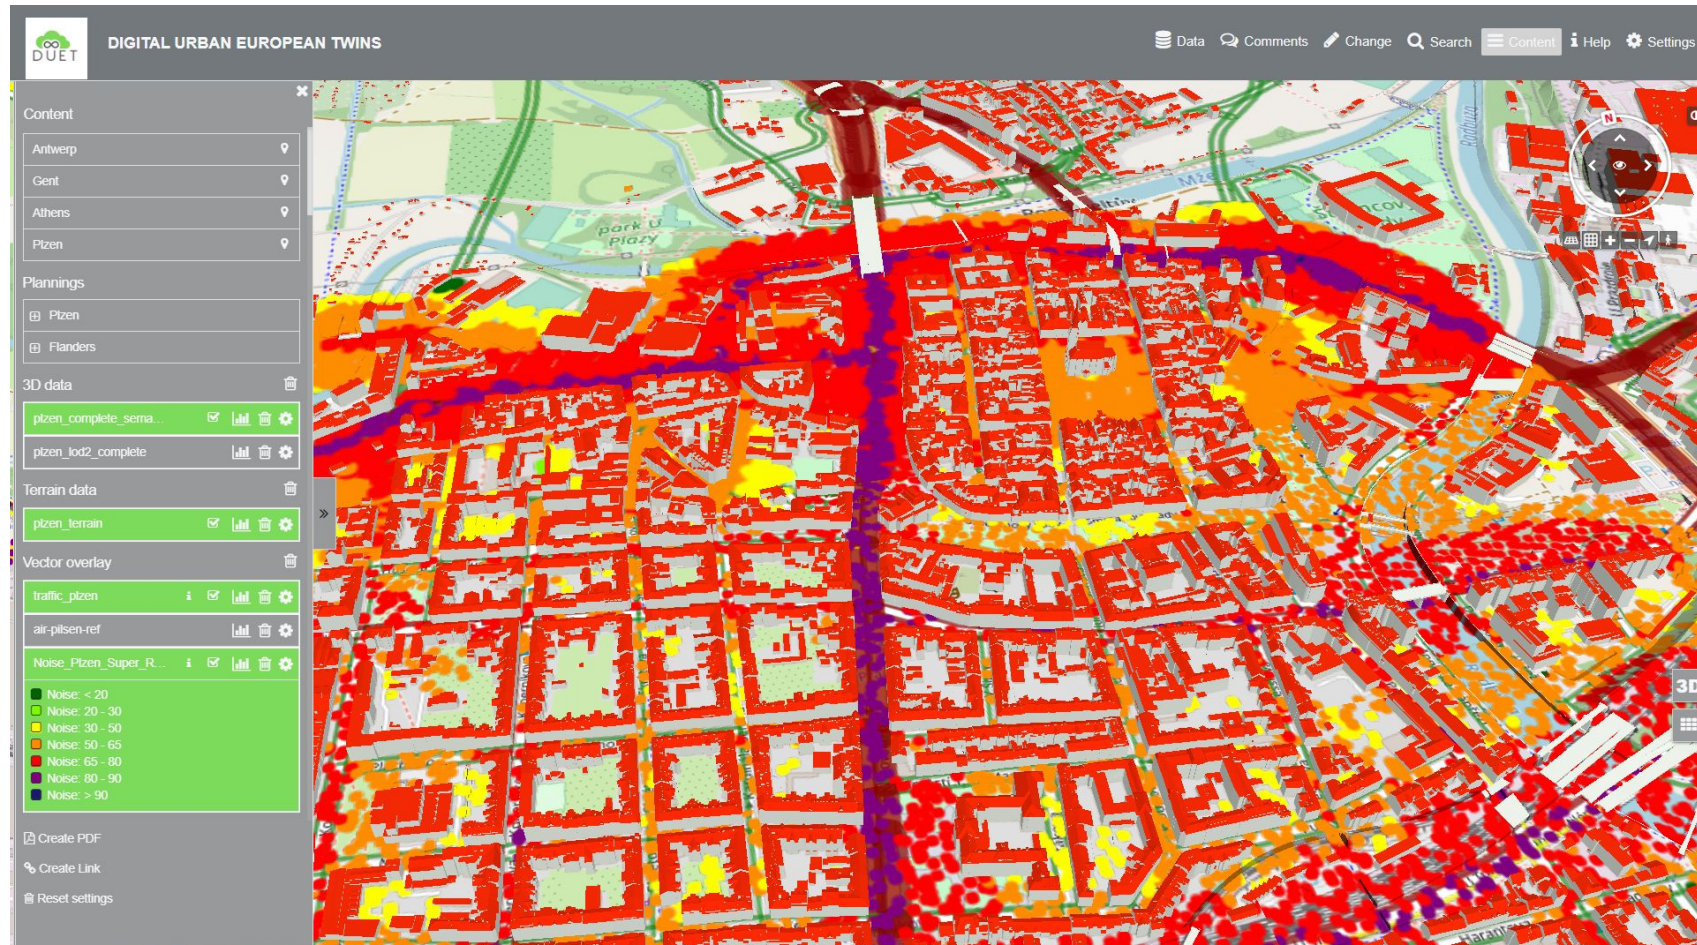 DUET
DIGITAL URBAN EUROPEAN TWINS
Data
Comments
Change
Search
Content
Help
Settings
Content
Antwerp
Gent
Athens
Plzen
Plannings
Plzen
Flanders
3D data
plzen_complete_sema...
plzen_lod2_complete
Terrain data
plzen_terrain
Vector overlay
traffic_plzen
air-pilsen-ref
Noise_Plzen_Super_R...
Noise: < 20
Noise: 20 - 30
Noise: 30 - 50
Noise: 50 - 65
Noise: 65 - 80
Noise: 80 - 90
Noise: > 90
Create PDF
Create Link
Reset settings
park U
Plazy
Mže
Radbuza
N
3D